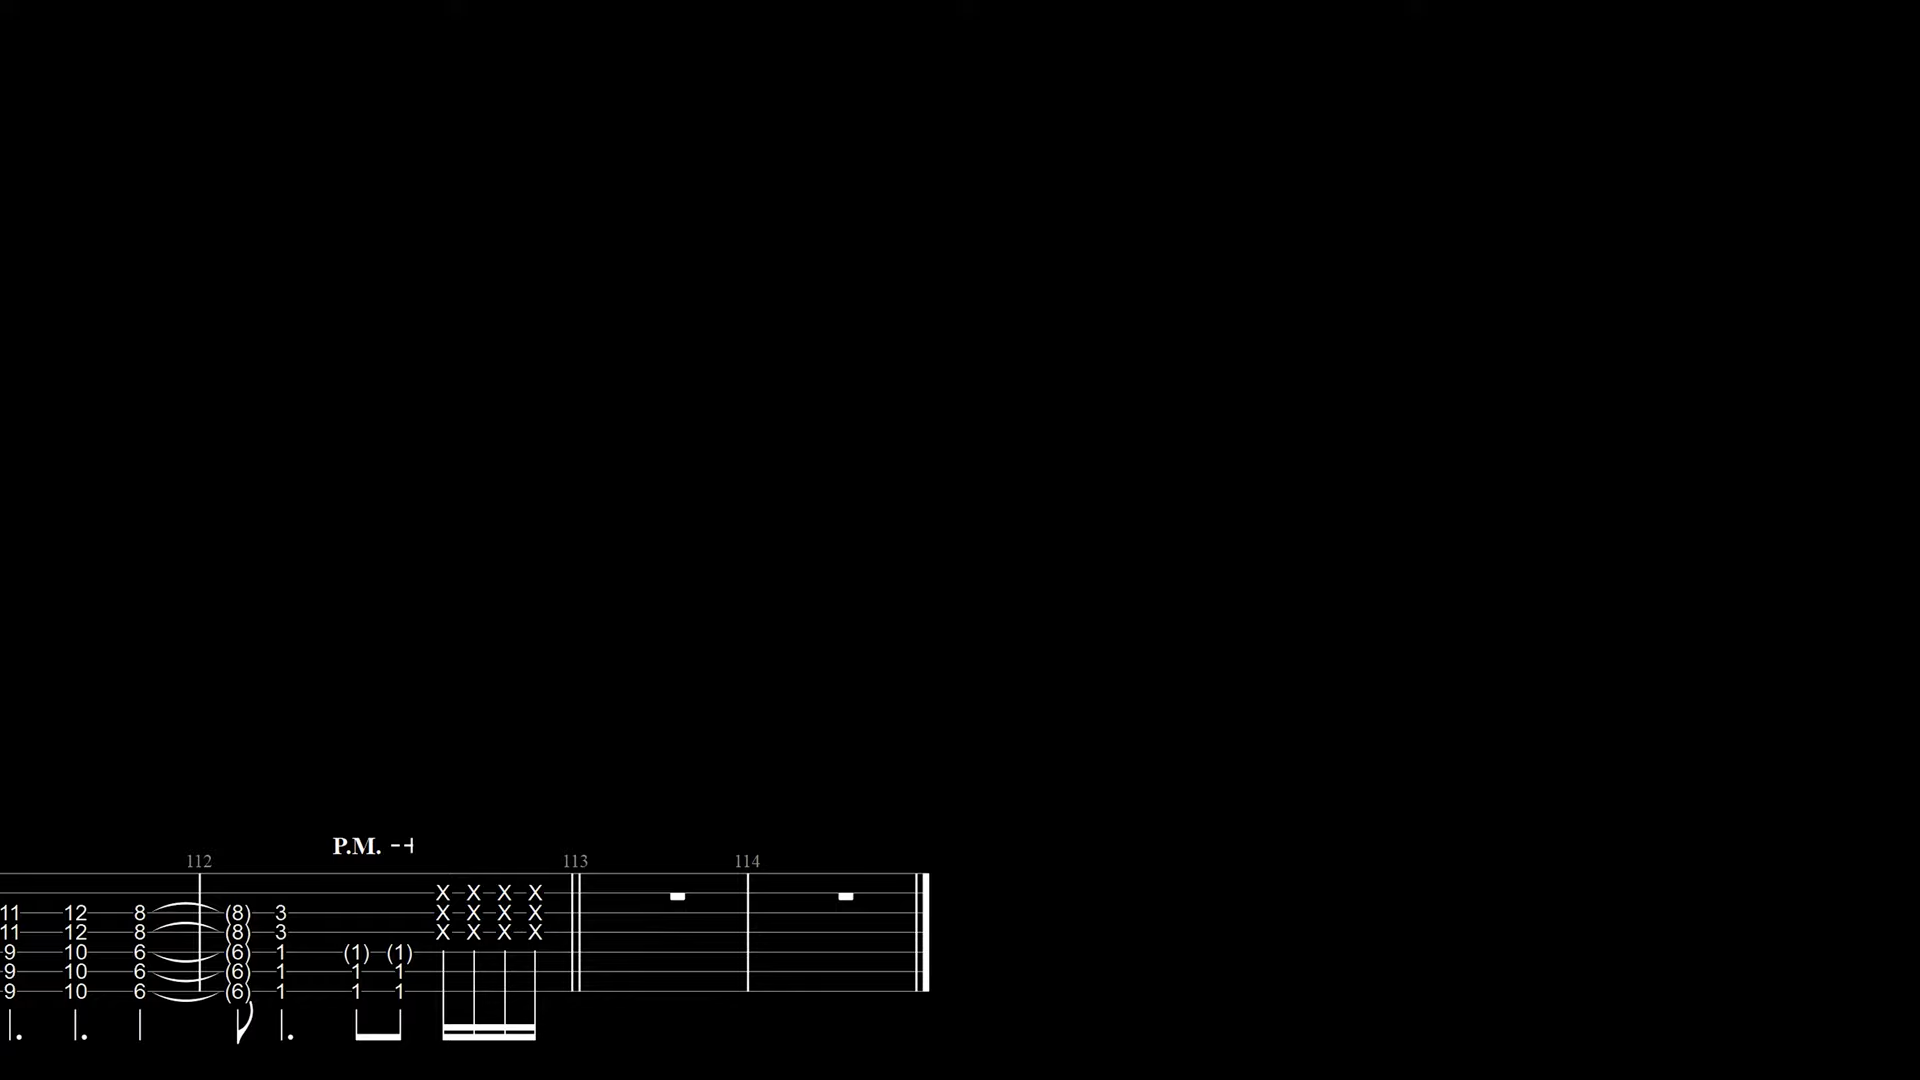 P.M.
112 113 114
X X X X
11 12 8 (8) 3 X X X X
11 12 8 (8) 3 X X X X
9 10 6 (6) 1 (1) (1)
9 10 6 (6) 1 1 1
9 10 6 (6) 1 1 1